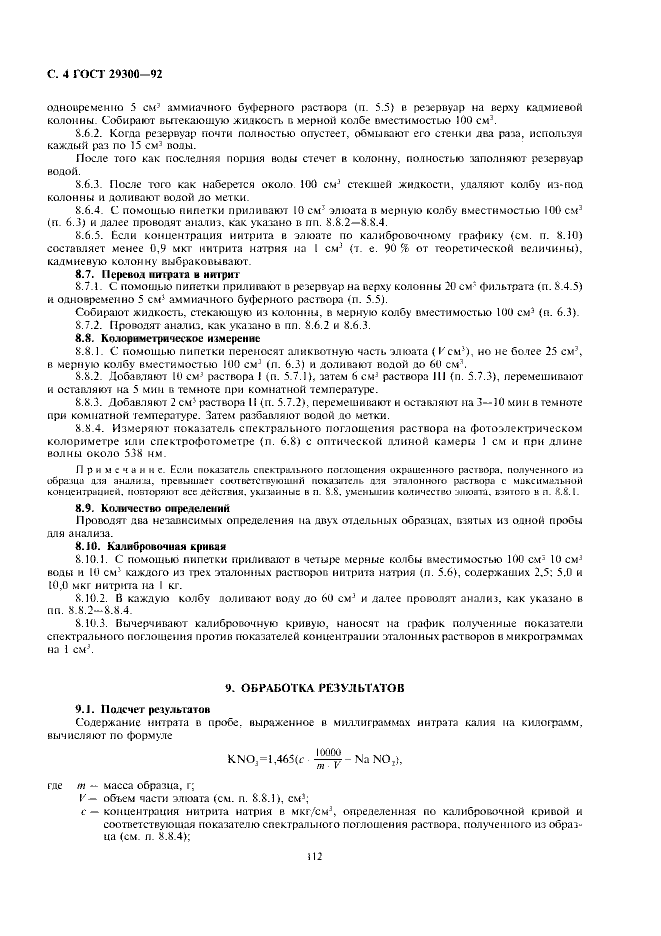 С. 4 ГОСТ 29300—92
одновременно 5 см³ аммиачного буферного раствора (п. 5.5) в резервуар на верху кадмиевой
колонны. Собирают вытекающую жидкость в мерной колбе вместимостью 100 см³.
8.6.2. Когда резервуар почти полностью опустеет, обмывают его стенки два раза, используя
каждый раз по 15 см³ воды.
После того как последняя порция воды стечет в колонну, полностью заполняют резервуар
водой.
8.6.3. После того как наберется около 100 см³ стекшей жидкости, удаляют колбу из-под
колонны и доливают водой до метки.
8.6.4. С помощью пипетки приливают 10 см³ элюата в мерную колбу вместимостью 100 см³
(п. 6.3) и далее проводят анализ, как указано в пп. 8.8.2—8.8.4.
8.6.5. Если концентрация нитрита в элюате по калибровочному графику (см. п. 8.10)
составляет менее 0,9 мкг нитрита натрия на 1 см³ (т. е. 90 % от теоретической величины),
кадмиевую колонну выбраковывают.
8.7. Перевод нитрата в нитрит
8.7.1. С помощью пипетки приливают в резервуар на верху колонны 20 см³ фильтрата (п. 8.4.5)
и одновременно 5 см³ аммиачного буферного раствора (п. 5.5).
Собирают жидкость, стекающую из колонны, в мерную колбу вместимостью 100 см³ (п. 6.3).
8.7.2. Проводят анализ, как указано в пп. 8.6.2 и 8.6.3.
8.8. Колориметрическое измерение
8.8.1. С помощью пипетки переносят аликвотную часть элюата (V см³), но не более 25 см³,
в мерную колбу вместимостью 100 см³ (п. 6.3) и доливают водой до 60 см³.
8.8.2. Добавляют 10 см³ раствора I (п. 5.7.1), затем 6 см³ раствора III (п. 5.7.3), перемешивают
и оставляют на 5 мин в темноте при комнатной температуре.
8.8.3. Добавляют 2 см³ раствора II (п. 5.7.2), перемешивают и оставляют на 3—10 мин в темноте
при комнатной температуре. Затем разбавляют водой до метки.
8.8.4. Измеряют показатель спектрального поглощения раствора на фотоэлектрическом
колориметре или спектрофотометре (п. 6.8) с оптической длиной камеры 1 см и при длине
волны около 538 нм.
Примечание. Если показатель спектрального поглощения окрашенного раствора, полученного из
образца для анализа, превышает соответствующий показатель для эталонного раствора с максимальной
концентрацией, повторяют все действия, указанные в п. 8.8, уменьшив количество элюата, взятого в п. 8.8.1.
8.9. Количество определений
Проводят два независимых определения на двух отдельных образцах, взятых из одной пробы
для анализа.
8.10. Калибровочная кривая
8.10.1. С помощью пипетки приливают в четыре мерные колбы вместимостью 100 см³ 10 см³
воды и 10 см³ каждого из трех эталонных растворов нитрита натрия (п. 5.6), содержащих 2,5; 5,0 и
10,0 мкг нитрита на 1 кг.
8.10.2. В каждую колбу доливают воду до 60 см³ и далее проводят анализ, как указано в
пп. 8.8.2—8.8.4.
8.10.3. Вычерчивают калибровочную кривую, наносят на график полученные показатели
спектрального поглощения против показателей концентрации эталонных растворов в микрограммах
на 1 см³.
9. ОБРАБОТКА РЕЗУЛЬТАТОВ
9.1. Подсчет результатов
Содержание нитрата в пробе, выраженное в миллиграммах нитрата калия на килограмм,
вычисляют по формуле
KNO₃=1,465(c · 10000/m · V − Na NO₂),
где m — масса образца, г;
V — объем части элюата (см. п. 8.8.1), см³;
c — концентрация нитрита натрия в мкг/см³, определенная по калибровочной кривой и
соответствующая показателю спектрального поглощения раствора, полученного из образ-
ца (см. п. 8.8.4);
112